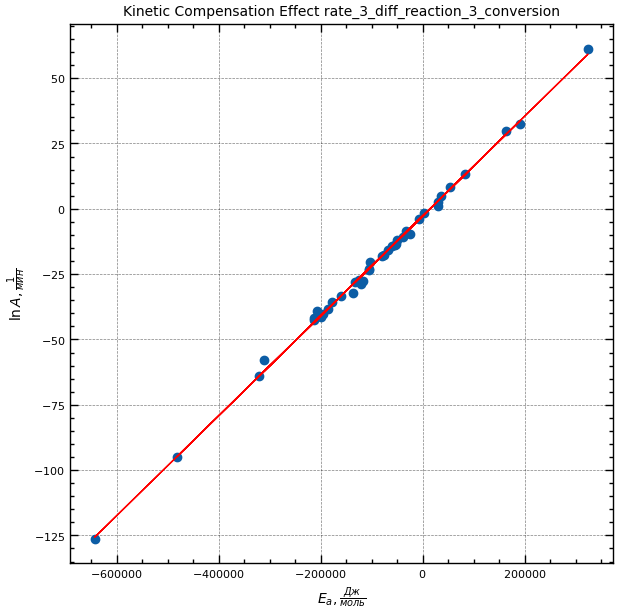 Kinetic Compensation Effect rate_3_diff_reaction_3_conversion
ln A, 1/мин
50
25
0
−25
−50
−75
−100
−125
−600000 −400000 −200000 0 200000
E_a, Дж/моль